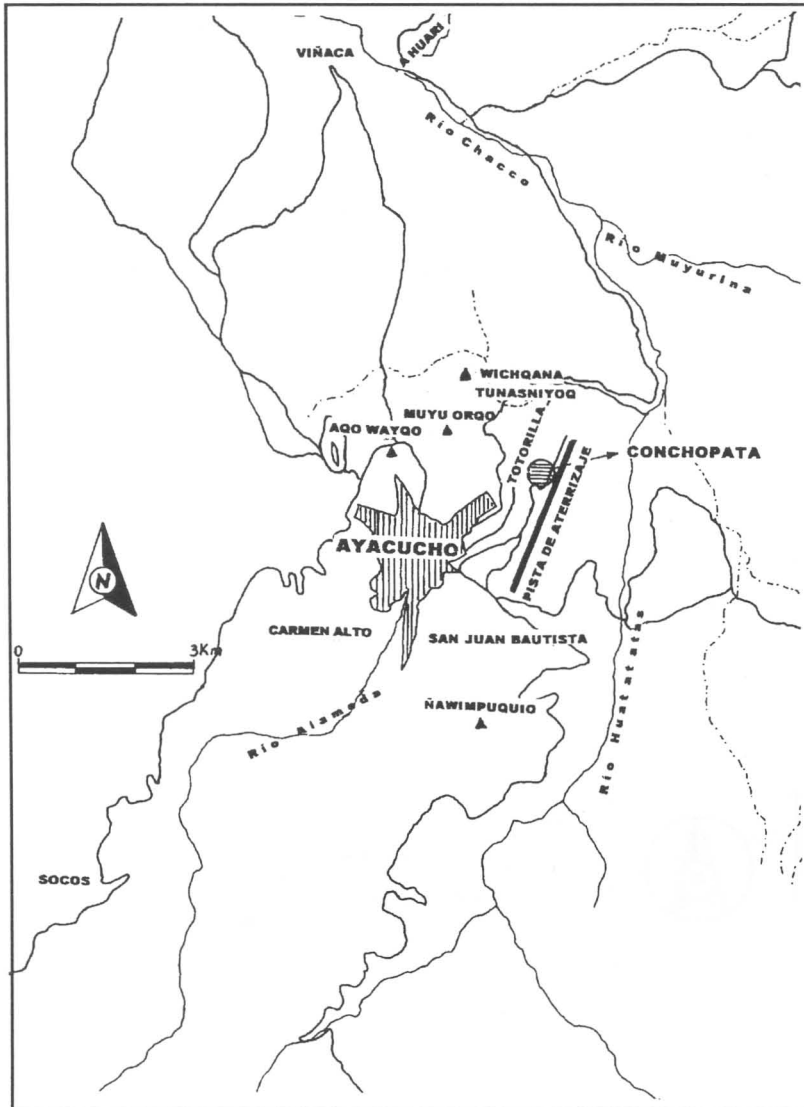 VIÑACA
A HUARI
Río Chacco
Río Muyurina
WICHQANA
TUNASNIYOQ
MUYU ORQO
AQO WAYQO
TOTORILLA
CONCHOPATA
PISTA DE ATERRIZAJE
AYACUCHO
N
CARMEN ALTO
SAN JUAN BAUTISTA
0 3Km
ÑAWIMPUQUIO
Río Alameda
Río Huatatatas
SOCOS